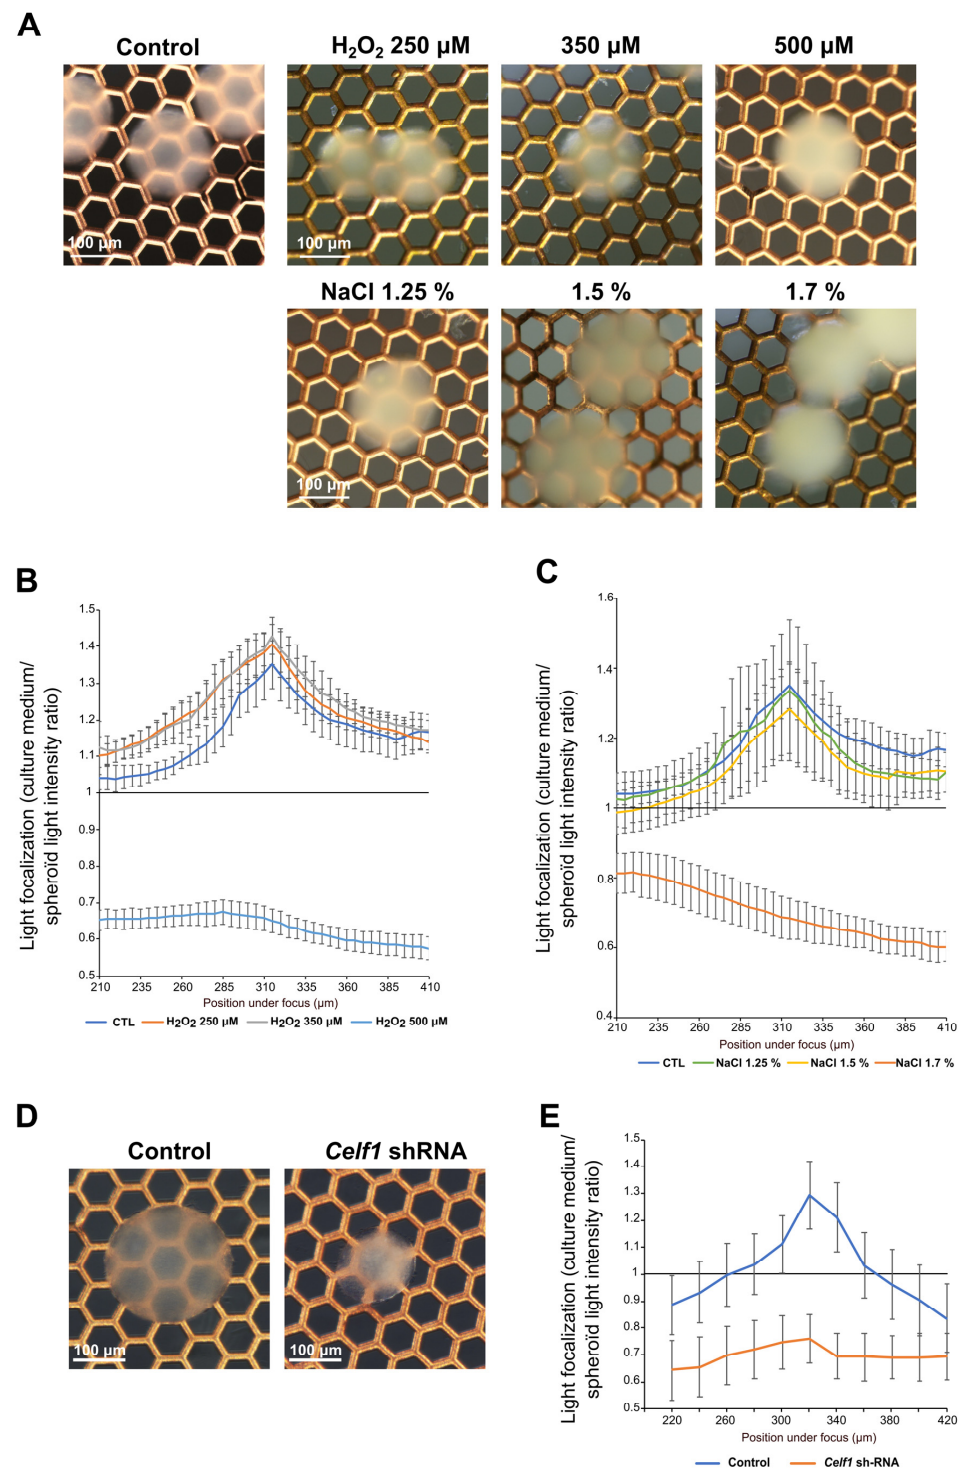 A
Control
H₂O₂ 250 µM
350 µM
500 µM
100 µm
100 µm
NaCl 1.25 %
1.5 %
1.7 %
100 µm
B
Light focalization (culture medium/
spheroïd light intensity ratio)
1.5
1.4
1.3
1.2
1.1
1
0.9
0.8
0.7
0.6
0.5
210 235 260 285 310 335 360 385 410
Position under focus (µm)
CTL H₂O₂ 250 µM H₂O₂ 350 µM H₂O₂ 500 µM
C
Light focalization (culture medium/
spheroïd light intensity ratio)
1.6
1.4
1.2
1
0.8
0.6
0.4
210 235 260 285 310 335 360 385 410
Position under focus (µm)
CTL NaCl 1.25 % NaCl 1.5 % NaCl 1.7 %
D
Control
Celf1 shRNA
100 µm
100 µm
E
Light focalization (culture medium/
spheroïd light intensity ratio)
1.5
1.4
1.3
1.2
1.1
1
0.9
0.8
0.7
0.6
0.5
220 260 300 340 380 420
Position under focus (µm)
Control Celf1 sh-RNA